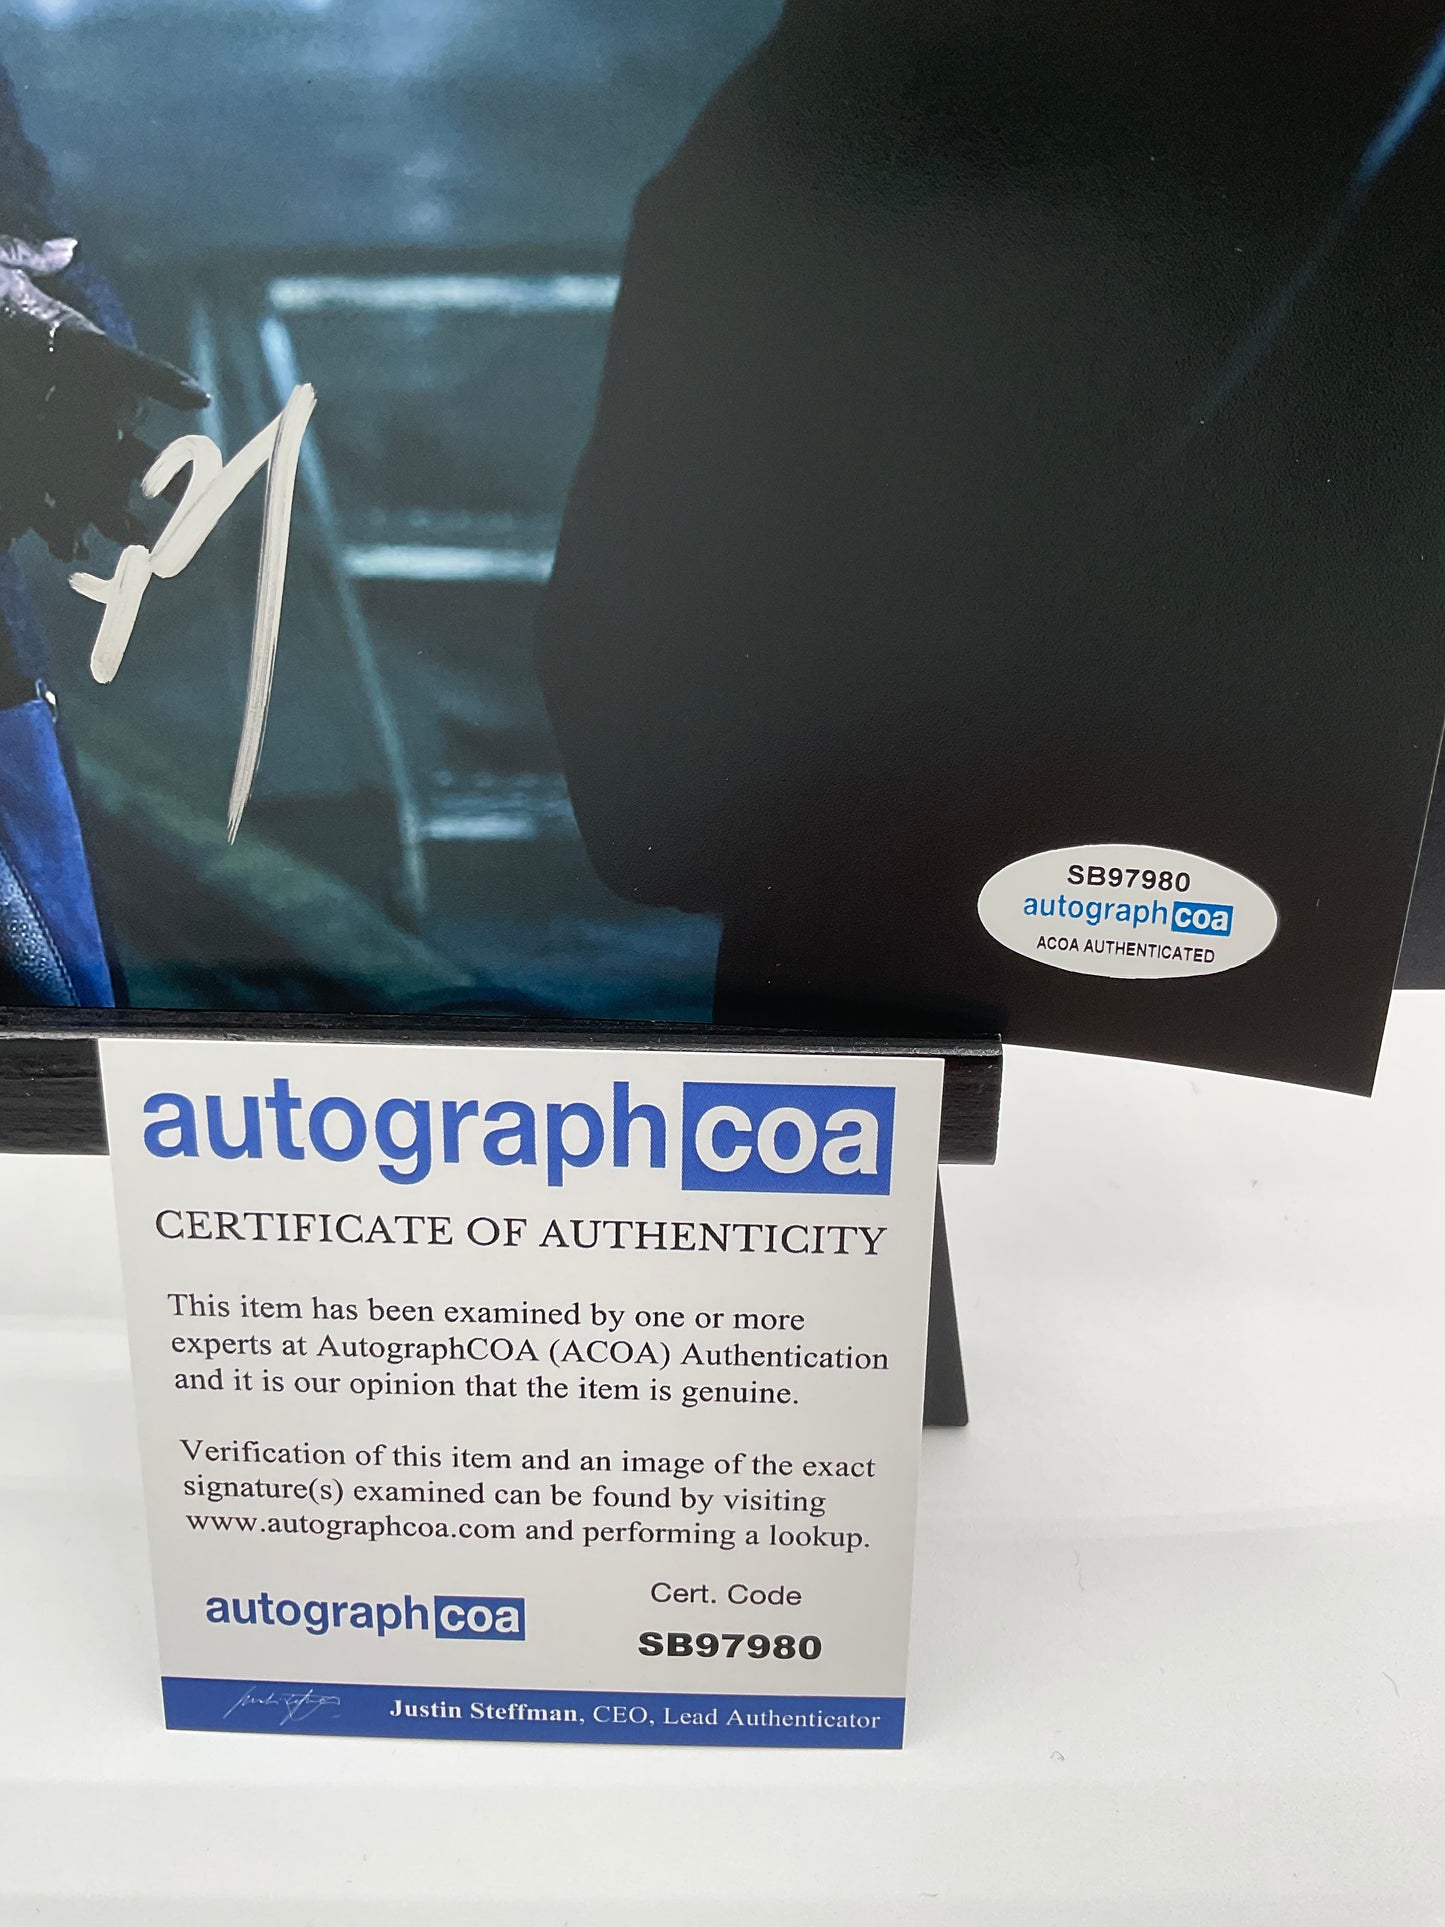 SB97980
autographcoa
ACOA AUTHENTICATED
autographcoa
CERTIFICATE OF AUTHENTICITY
This item has been examined by one or more
experts at AutographCOA (ACOA) Authentication
and it is our opinion that the item is genuine.
Verification of this item and an image of the exact
signature(s) examined can be found by visiting
www.autographcoa.com and performing a lookup.
autographcoa
Cert. Code
SB97980
Justin Steffman, CEO, Lead Authenticator